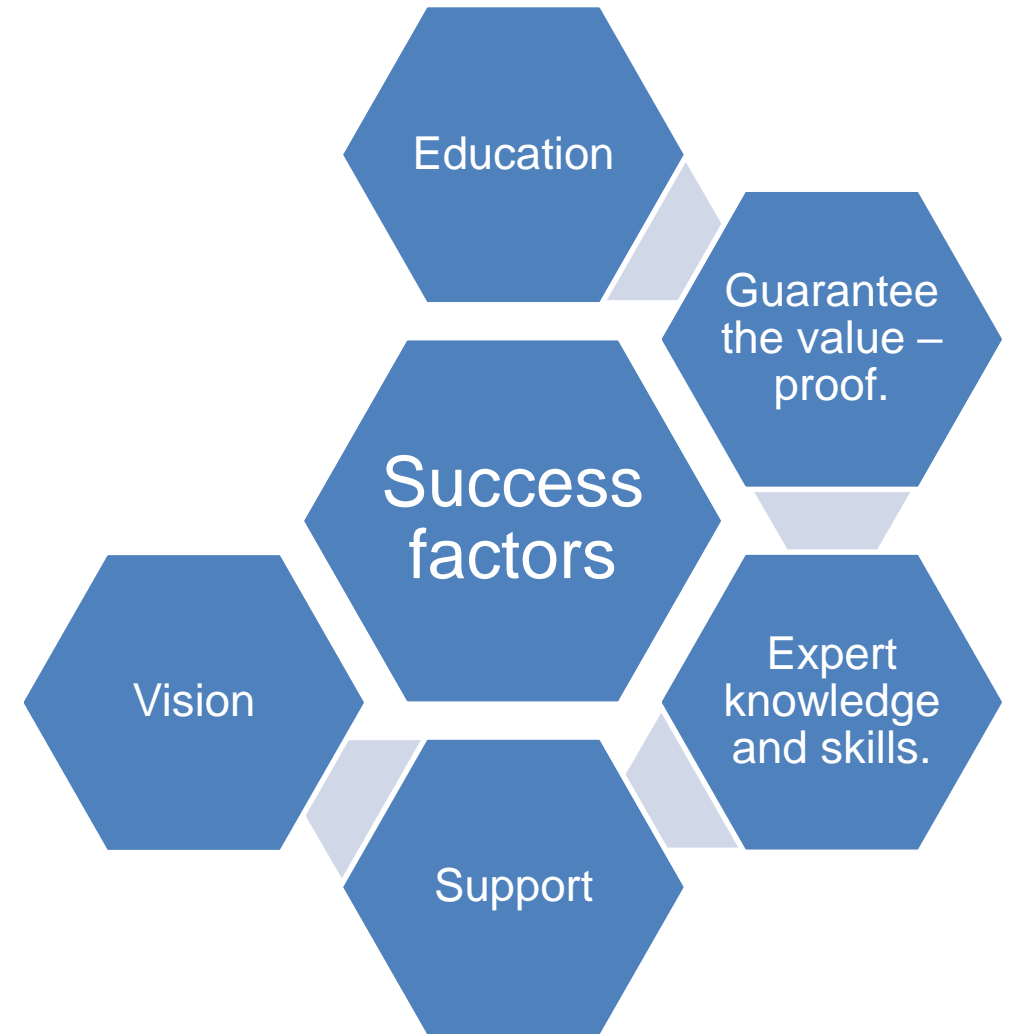 Education
Guarantee
the value –
proof.
Success
factors
Expert
knowledge
and skills.
Vision
Support